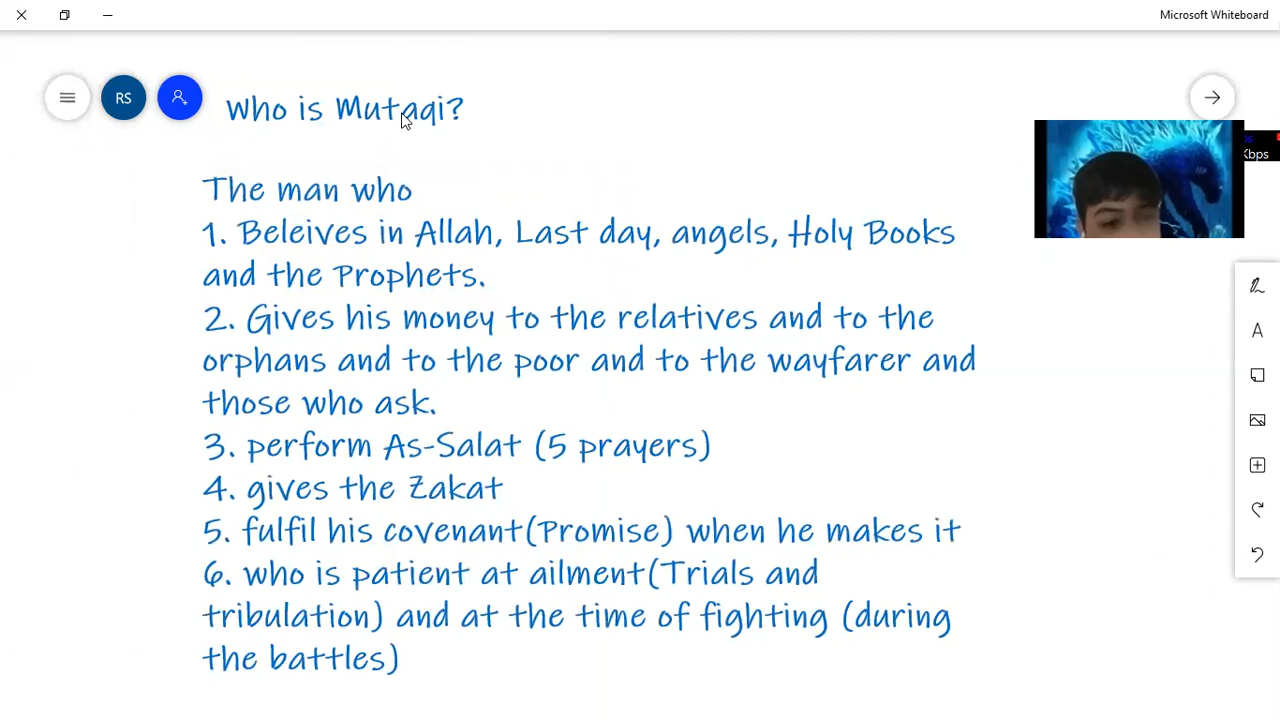 Microsoft Whiteboard
RS
Who is Mutaqi?
Kbps
The man who
1. Beleives in Allah, Last day, angels, Holy Books
and the Prophets.
2. Gives his money to the relatives and to the
orphans and to the poor and to the wayfarer and
those who ask.
3. perform As-Salat (5 prayers)
4. gives the Zakat
5. fulfil his covenant(Promise) when he makes it
6. who is patient at ailment(Trials and
tribulation) and at the time of fighting (during
the battles)